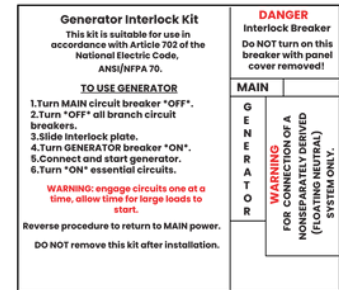 Generator Interlock Kit
This kit is suitable for use in
accordance with Article 702 of the
National Electric Code,
ANSI/NFPA 70.
TO USE GENERATOR
1.Turn MAIN circuit breaker *OFF*.
2.Turn *OFF* all branch circuit
breakers.
3.Slide Interlock plate.
4.Turn GENERATOR breaker *ON*.
5.Connect and start generator.
6.Turn *ON* essential circuits.
WARNING: engage circuits one at a
time, allow time for large loads to
start.
Reverse procedure to return to MAIN power.
DO NOT remove this kit after installation.
DANGER
Interlock Breaker
Do NOT turn on this
breaker with panel
cover removed!
MAIN
GENERATOR
WARNING
FOR CONNECTION OF A
NONSEPARATELY DERIVED
(FLOATING NEUTRAL)
SYSTEM ONLY.